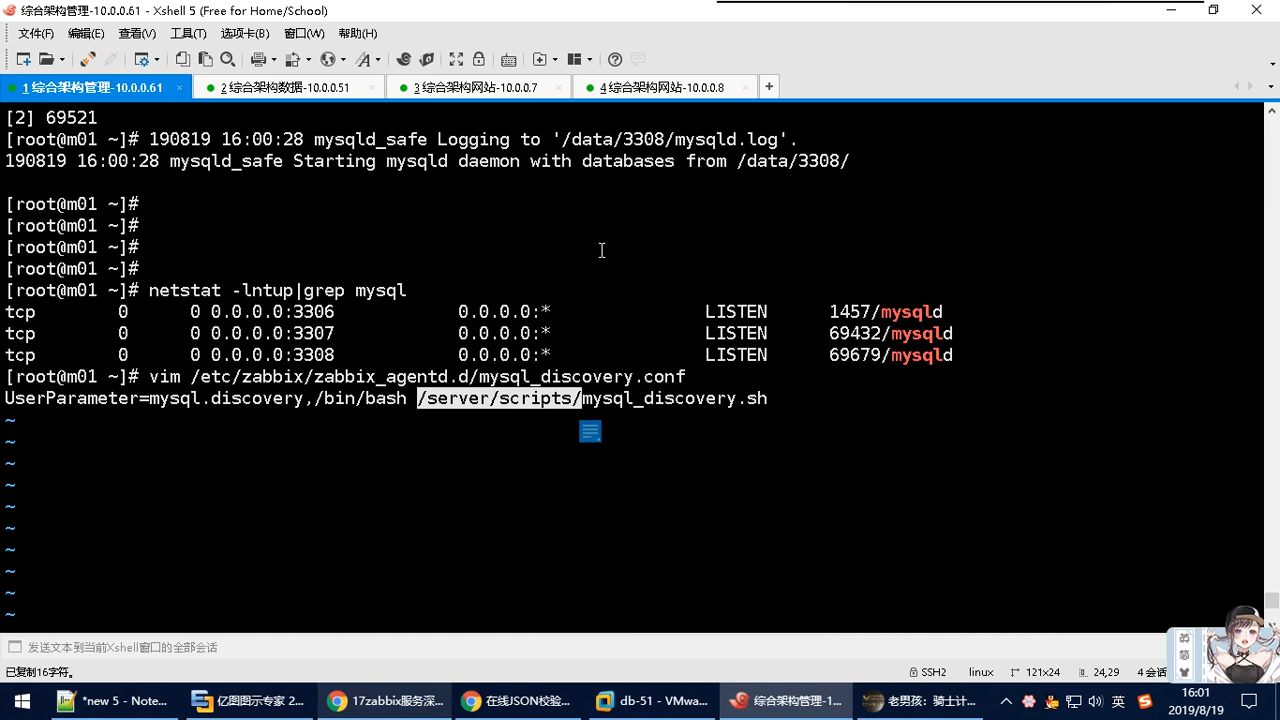 综合架构管理-10.0.0.61 - Xshell 5 (Free for Home/School)
文件(F) 编辑(E) 查看(V) 工具(T) 选项卡(B) 窗口(W) 帮助(H)
1 综合架构管理-10.0.0.61 × 2 综合架构数据-10.0.0.51 × 3 综合架构网站-10.0.0.7 × 4 综合架构网站-10.0.0.8 × +
[2] 69521
[root@m01 ~]# 190819 16:00:28 mysqld_safe Logging to '/data/3308/mysqld.log'.
190819 16:00:28 mysqld_safe Starting mysqld daemon with databases from /data/3308/
[root@m01 ~]#
[root@m01 ~]#
[root@m01 ~]#
[root@m01 ~]#
[root@m01 ~]# netstat -lntup|grep mysql
tcp 0 0 0.0.0.0:3306 0.0.0.0:* LISTEN 1457/mysqld
tcp 0 0 0.0.0.0:3307 0.0.0.0:* LISTEN 69432/mysqld
tcp 0 0 0.0.0.0:3308 0.0.0.0:* LISTEN 69679/mysqld
[root@m01 ~]# vim /etc/zabbix/zabbix_agentd.d/mysql_discovery.conf
UserParameter=mysql.discovery,/bin/bash /server/scripts/mysql_discovery.sh
~
~
~
~
~
~
~
~
~
~
发送文本到当前Xshell窗口的全部会话
已复制16字符。 SSH2 linux 121x24 24,29 4 会话
英
简
*new 5 - Note... 亿图图示专家 2... 17zabbix服务深... 在线JSON校验... db-51 - VMwa... 综合架构管理-1... 老男孩: 骑士计... 英 16:01
2019/8/19